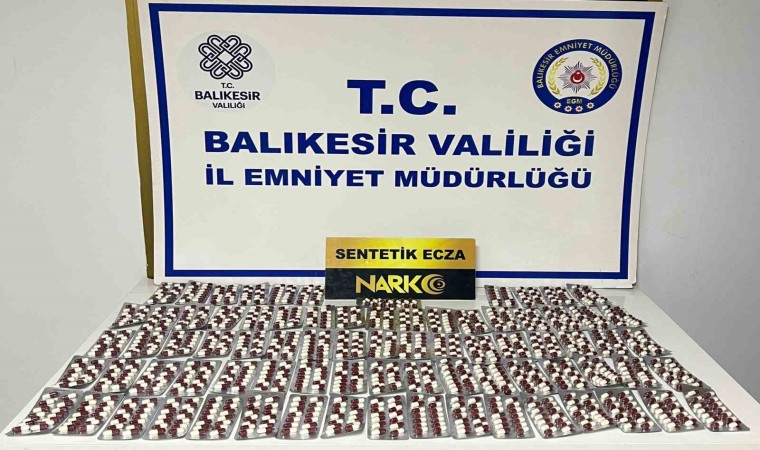 T.C.
BALIKESİR
VALİLİĞİ
BALIKESİR EMNİYET MÜDÜRLÜĞÜ
EGM
T.C.
BALIKESİR VALİLİĞİ
İL EMNİYET MÜDÜRLÜĞÜ
SENTETİK ECZA
NARKO